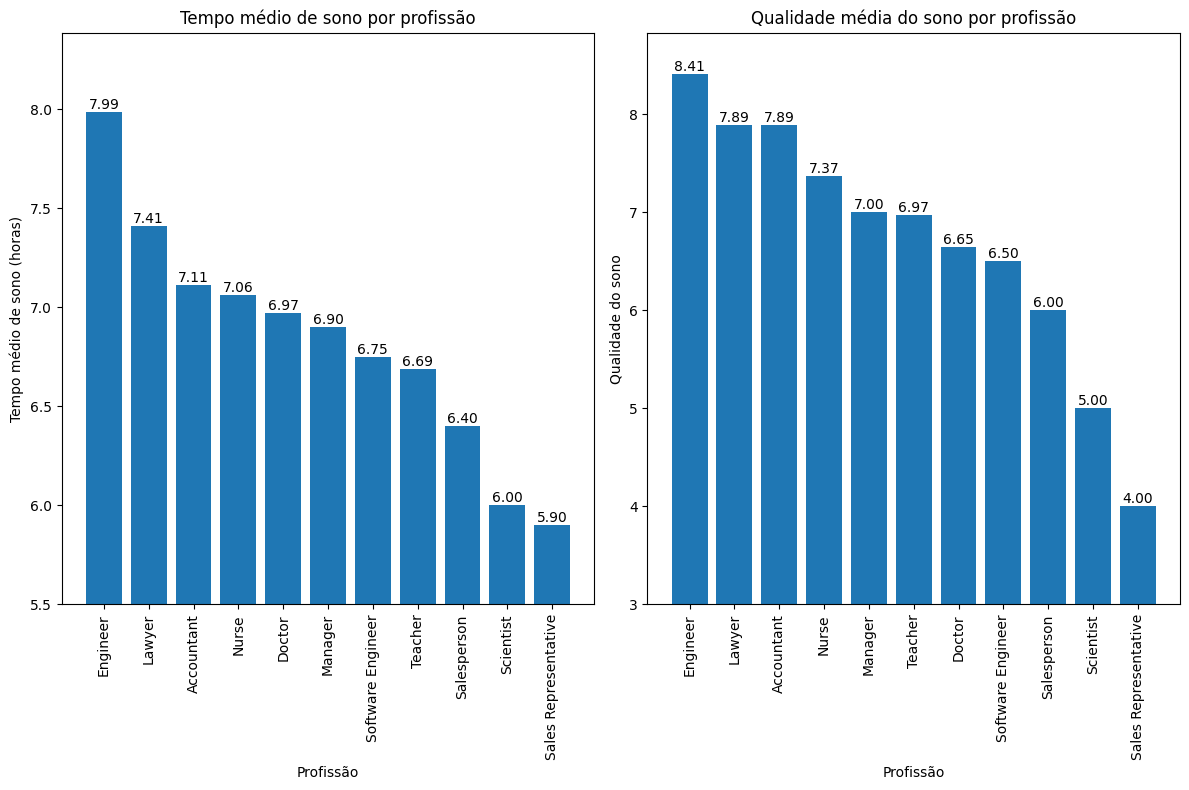 Tempo médio de sono por profissão
Tempo médio de sono (horas)
8.0
7.5
7.0
6.5
6.0
5.5
7.99
7.41
7.11
7.06
6.97
6.90
6.75
6.69
6.40
6.00
5.90
Engineer
Lawyer
Accountant
Nurse
Doctor
Manager
Software Engineer
Teacher
Salesperson
Scientist
Sales Representative
Profissão
Qualidade média do sono por profissão
Qualidade do sono
8
7
6
5
4
3
8.41
7.89
7.89
7.37
7.00
6.97
6.65
6.50
6.00
5.00
4.00
Engineer
Lawyer
Accountant
Nurse
Manager
Teacher
Doctor
Software Engineer
Salesperson
Scientist
Sales Representative
Profissão